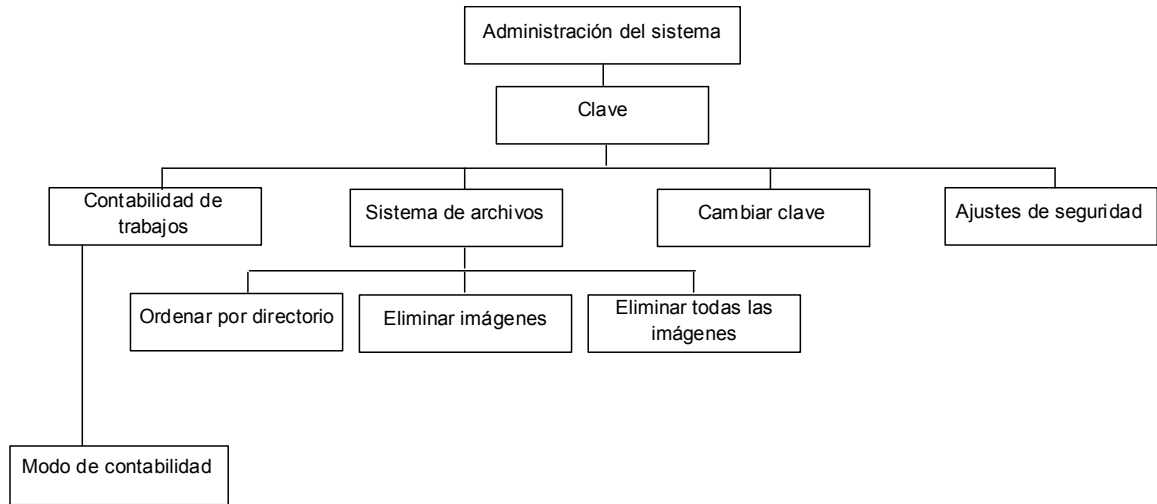 Administración del sistema
Clave
Contabilidad de
trabajos
Sistema de archivos
Cambiar clave
Ajustes de seguridad
Ordenar por directorio
Eliminar imágenes
Eliminar todas las
imágenes
Modo de contabilidad